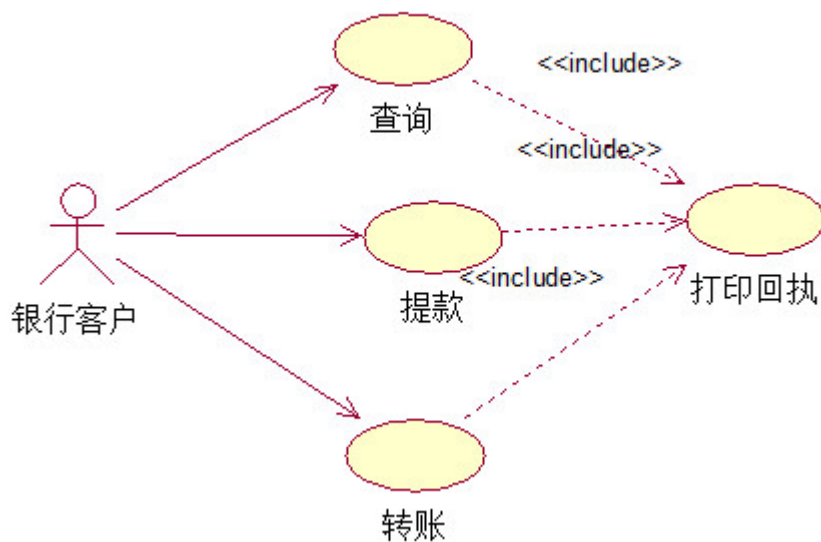 <<include>>
查询
<<include>>
银行客户
提款
<<include>>
打印回执
转账